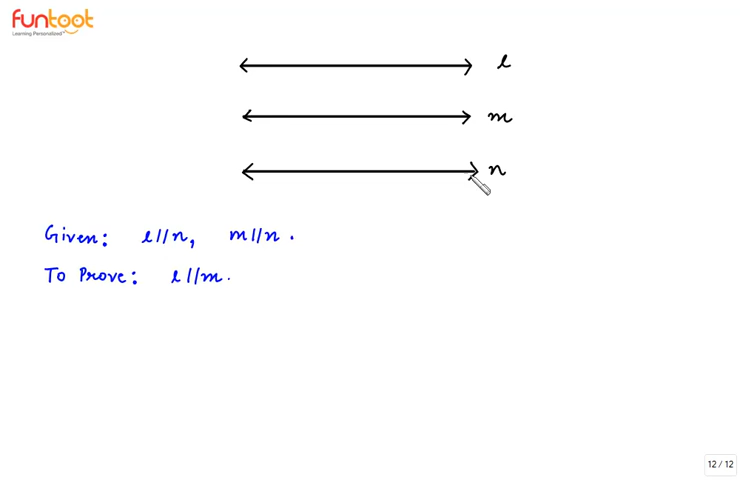 funtoot
Learning Personalized
l
m
n
Given: l//n, m//n.
To Prove: l//m.
12 / 12